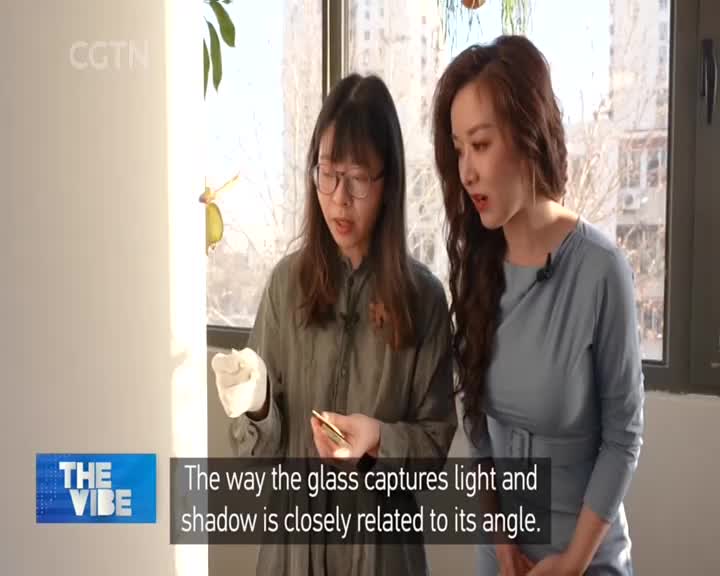 CGTN
THE
VIBE
The way the glass captures light and
shadow is closely related to its angle.